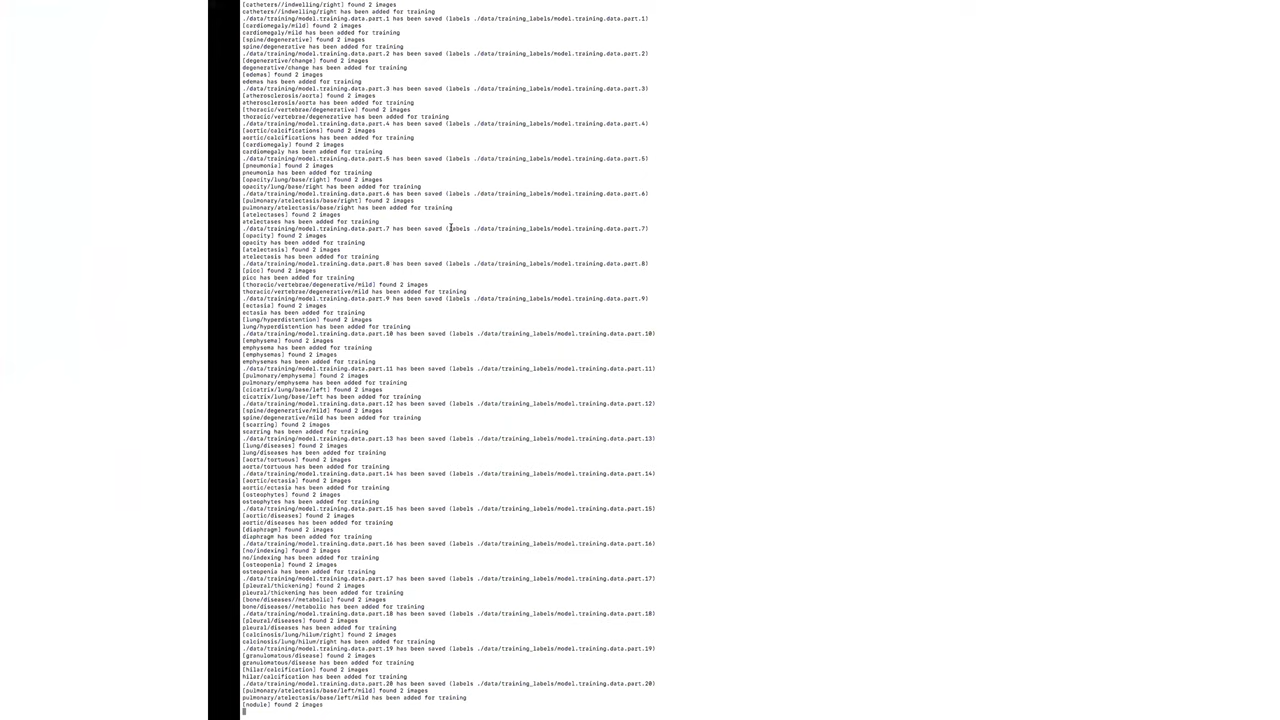 [catheters//indwelling/right] found 2 images
catheters//indwelling/right has been added for training
./data/training/model.training.data.part.1 has been saved (labels ./data/training_labels/model.training.data.part.1)
[cardiomegaly/mild] found 2 images
cardiomegaly/mild has been added for training
[spine/degenerative] found 2 images
spine/degenerative has been added for training
./data/training/model.training.data.part.2 has been saved (labels ./data/training_labels/model.training.data.part.2)
[degenerative/change] found 2 images
degenerative/change has been added for training
[edemas] found 2 images
edemas has been added for training
./data/training/model.training.data.part.3 has been saved (labels ./data/training_labels/model.training.data.part.3)
[atherosclerosis/aorta] found 2 images
atherosclerosis/aorta has been added for training
[thoracic/vertebrae/degenerative] found 2 images
thoracic/vertebrae/degenerative has been added for training
./data/training/model.training.data.part.4 has been saved (labels ./data/training_labels/model.training.data.part.4)
[aortic/calcifications] found 2 images
aortic/calcifications has been added for training
[cardiomegaly] found 2 images
cardiomegaly has been added for training
./data/training/model.training.data.part.5 has been saved (labels ./data/training_labels/model.training.data.part.5)
[pneumonia] found 2 images
pneumonia has been added for training
[opacity/lung/base/right] found 2 images
opacity/lung/base/right has been added for training
./data/training/model.training.data.part.6 has been saved (labels ./data/training_labels/model.training.data.part.6)
[pulmonary/atelectasis/base/right] found 2 images
pulmonary/atelectasis/base/right has been added for training
[atelectases] found 2 images
atelectases has been added for training
./data/training/model.training.data.part.7 has been saved (labels ./data/training_labels/model.training.data.part.7)
[opacity] found 2 images
opacity has been added for training
[atelectasis] found 2 images
atelectasis has been added for training
./data/training/model.training.data.part.8 has been saved (labels ./data/training_labels/model.training.data.part.8)
[picc] found 2 images
picc has been added for training
[thoracic/vertebrae/degenerative/mild] found 2 images
thoracic/vertebrae/degenerative/mild has been added for training
./data/training/model.training.data.part.9 has been saved (labels ./data/training_labels/model.training.data.part.9)
[ectasia] found 2 images
ectasia has been added for training
[lung/hyperdistention] found 2 images
lung/hyperdistention has been added for training
./data/training/model.training.data.part.10 has been saved (labels ./data/training_labels/model.training.data.part.10)
[emphysema] found 2 images
emphysema has been added for training
[emphysemas] found 2 images
emphysemas has been added for training
./data/training/model.training.data.part.11 has been saved (labels ./data/training_labels/model.training.data.part.11)
[pulmonary/emphysema] found 2 images
pulmonary/emphysema has been added for training
[cicatrix/lung/base/left] found 2 images
cicatrix/lung/base/left has been added for training
./data/training/model.training.data.part.12 has been saved (labels ./data/training_labels/model.training.data.part.12)
[spine/degenerative/mild] found 2 images
spine/degenerative/mild has been added for training
[scarring] found 2 images
scarring has been added for training
./data/training/model.training.data.part.13 has been saved (labels ./data/training_labels/model.training.data.part.13)
[lung/diseases] found 2 images
lung/diseases has been added for training
[aorta/tortuous] found 2 images
aorta/tortuous has been added for training
./data/training/model.training.data.part.14 has been saved (labels ./data/training_labels/model.training.data.part.14)
[aortic/ectasia] found 2 images
aortic/ectasia has been added for training
[osteophytes] found 2 images
osteophytes has been added for training
./data/training/model.training.data.part.15 has been saved (labels ./data/training_labels/model.training.data.part.15)
[aortic/diseases] found 2 images
aortic/diseases has been added for training
[diaphragm] found 2 images
diaphragm has been added for training
./data/training/model.training.data.part.16 has been saved (labels ./data/training_labels/model.training.data.part.16)
[no/indexing] found 2 images
no/indexing has been added for training
[osteopenia] found 2 images
osteopenia has been added for training
./data/training/model.training.data.part.17 has been saved (labels ./data/training_labels/model.training.data.part.17)
[pleural/thickening] found 2 images
pleural/thickening has been added for training
[bone/diseases//metabolic] found 2 images
bone/diseases//metabolic has been added for training
./data/training/model.training.data.part.18 has been saved (labels ./data/training_labels/model.training.data.part.18)
[pleural/diseases] found 2 images
pleural/diseases has been added for training
[calcinosis/lung/hilum/right] found 2 images
calcinosis/lung/hilum/right has been added for training
./data/training/model.training.data.part.19 has been saved (labels ./data/training_labels/model.training.data.part.19)
[granulomatous/disease] found 2 images
granulomatous/disease has been added for training
[hilar/calcification] found 2 images
hilar/calcification has been added for training
./data/training/model.training.data.part.20 has been saved (labels ./data/training_labels/model.training.data.part.20)
[pulmonary/atelectasis/base/left/mild] found 2 images
pulmonary/atelectasis/base/left/mild has been added for training
[nodule] found 2 images